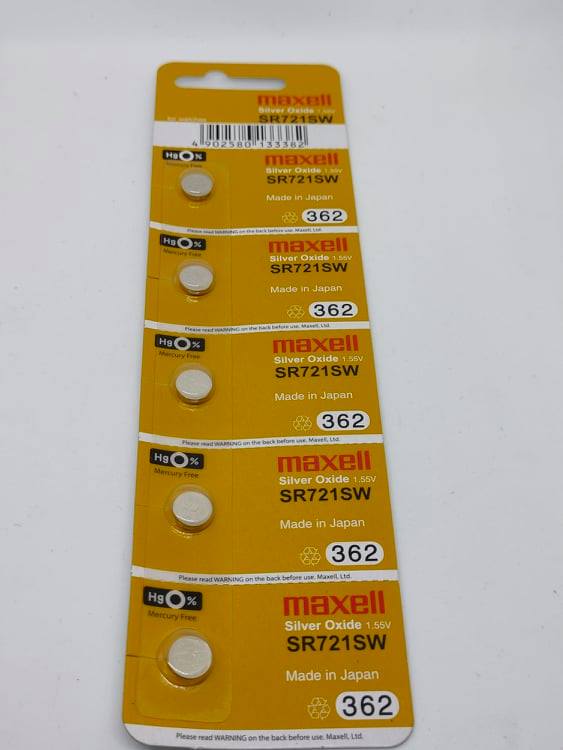 maxell
Silver Oxide 1.55V
for watches SR721SW
4 902580 133382
Hg 0%
Mercury Free
maxell
Silver Oxide 1.55V
SR721SW
Made in Japan
362
Please read WARNING on the back before use. Maxell, Ltd.
Hg 0%
Mercury Free
maxell
Silver Oxide 1.55V
SR721SW
Made in Japan
362
Please read WARNING on the back before use. Maxell, Ltd.
Hg 0%
Mercury Free
maxell
Silver Oxide 1.55V
SR721SW
Made in Japan
362
Please read WARNING on the back before use. Maxell, Ltd.
Hg 0%
Mercury Free
maxell
Silver Oxide 1.55V
SR721SW
Made in Japan
362
Please read WARNING on the back before use. Maxell, Ltd.
Hg 0%
Mercury Free
maxell
Silver Oxide 1.55V
SR721SW
Made in Japan
362
Please read WARNING on the back before use. Maxell, Ltd.